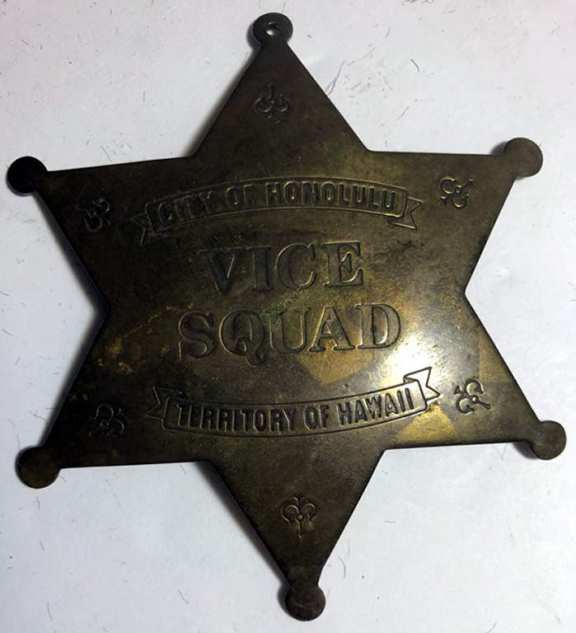 CITY OF HONOLULU
VICE
SQUAD
TERRITORY OF HAWAII